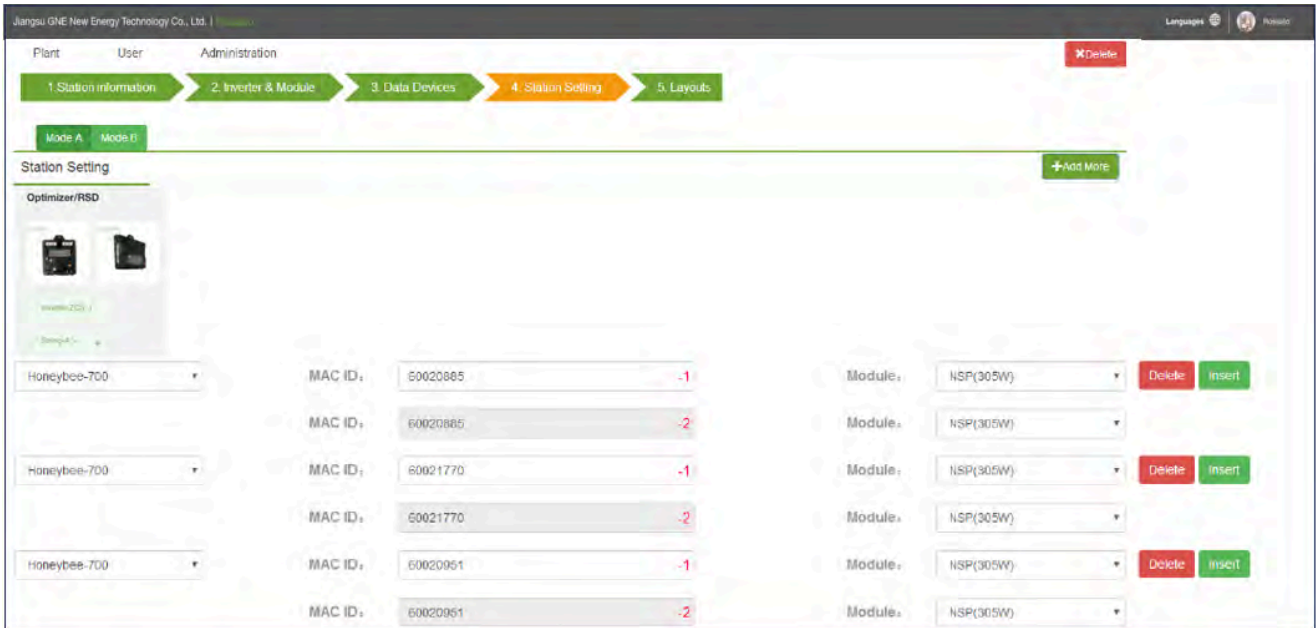 Jiangsu GNE New Energy Technology Co., Ltd. |
Languages
Plant User Administration
Delete
1.Station information 2. Inverter & Module 3. Data Devices 4. Station Setting 5. Layouts
Mode A Mode B
Station Setting
+Add More
Optimizer/RSD
Honeybee-700 MAC ID: 60020885 -1 Module: NSP(305W) Delete Insert
MAC ID: 60020885 -2 Module: NSP(305W)
Honeybee-700 MAC ID: 60021770 -1 Module: NSP(305W) Delete Insert
MAC ID: 60021770 -2 Module: NSP(305W)
Honeybee-700 MAC ID: 60020951 -1 Module: NSP(305W) Delete Insert
MAC ID: 60020951 -2 Module: NSP(305W)